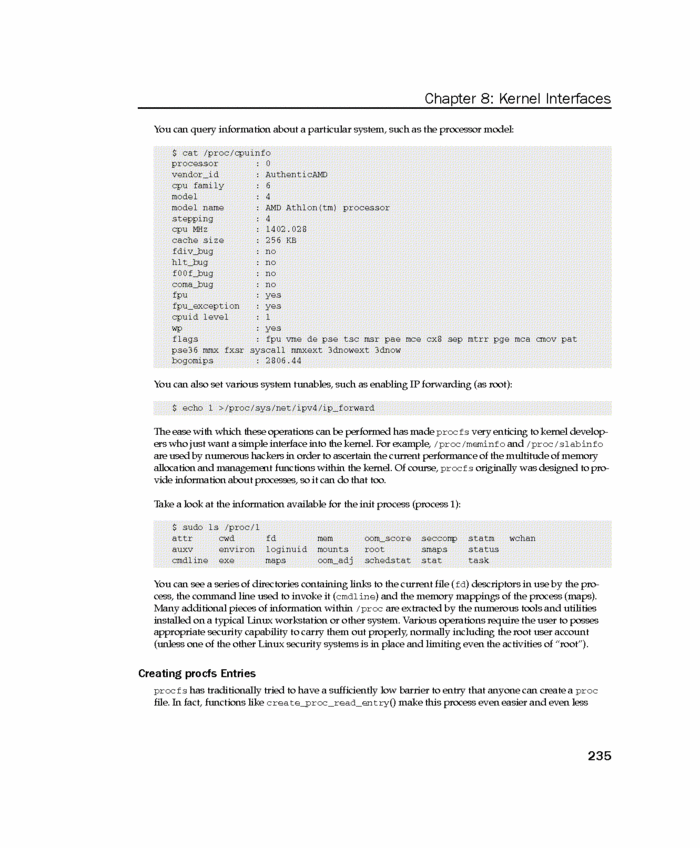 Chapter 8: Kernel Interfaces
You can query information about a particular system, such as the processor model:
$ cat /proc/cpuinfo
processor : 0
vendor_id : AuthenticAMD
cpu family : 6
model : 4
model name : AMD Athlon(tm) processor
stepping : 4
cpu MHz : 1402.028
cache size : 256 KB
fdiv_bug : no
hlt_bug : no
f00f_bug : no
coma_bug : no
fpu : yes
fpu_exception : yes
cpuid level : 1
wp : yes
flags : fpu vme de pse tsc msr pae mce cx8 sep mtrr pge mca cmov pat
pse36 mmx fxsr syscall mmxext 3dnowext 3dnow
bogomips : 2806.44
You can also set various system tunables, such as enabling IP forwarding (as root):
$ echo 1 >/proc/sys/net/ipv4/ip_forward
The ease with which these operations can be performed has made procfs very enticing to kernel develop-
ers who just want a simple interface into the kernel. For example, /proc/meminfo and /proc/slabinfo
are used by numerous hackers in order to ascertain the current performance of the multitude of memory
allocation and management functions within the kernel. Of course, procfs originally was designed to pro-
vide information about processes, so it can do that too.
Take a look at the information available for the init process (process 1):
$ sudo ls /proc/1
attr cwd fd mem oom_score seccomp statm wchan
auxv environ loginuid mounts root smaps status
cmdline exe maps oom_adj schedstat stat task
You can see a series of directories containing links to the current file (fd) descriptors in use by the pro-
cess, the command line used to invoke it (cmdline) and the memory mappings of the process (maps).
Many additional pieces of information within /proc are extracted by the numerous tools and utilities
installed on a typical Linux workstation or other system. Various operations require the user to posses
appropriate security capability to carry them out properly, normally including the root user account
(unless one of the other Linux security systems is in place and limiting even the activities of “root”).
Creating procfs Entries
procfs has traditionally tried to have a sufficiently low barrier to entry that anyone can create a proc
file. In fact, functions like create_proc_read_entry() make this process even easier and even less
235